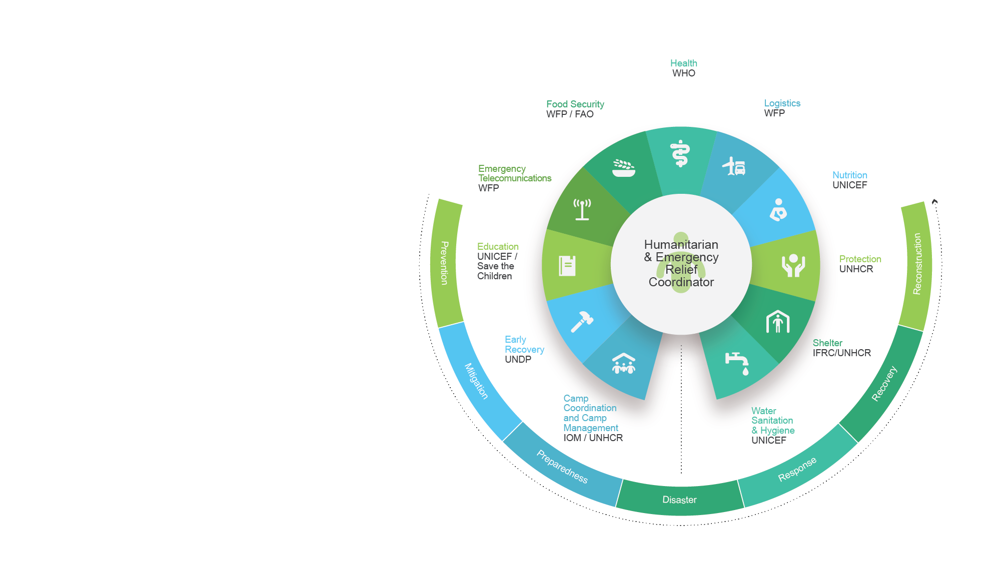 Health
WHO
Food Security
WFP / FAO
Logistics
WFP
Emergency
Telecomunications
WFP
Nutrition
UNICEF
Education
UNICEF /
Save the
Children
Humanitarian
& Emergency
Relief
Coordinator
Protection
UNHCR
Early
Recovery
UNDP
Shelter
IFRC/UNHCR
Camp
Coordination
and Camp
Management
IOM / UNHCR
Water
Sanitation
& Hygiene
UNICEF
Prevention
Mitigation
Preparedness
Disaster
Response
Recovery
Reconstruction